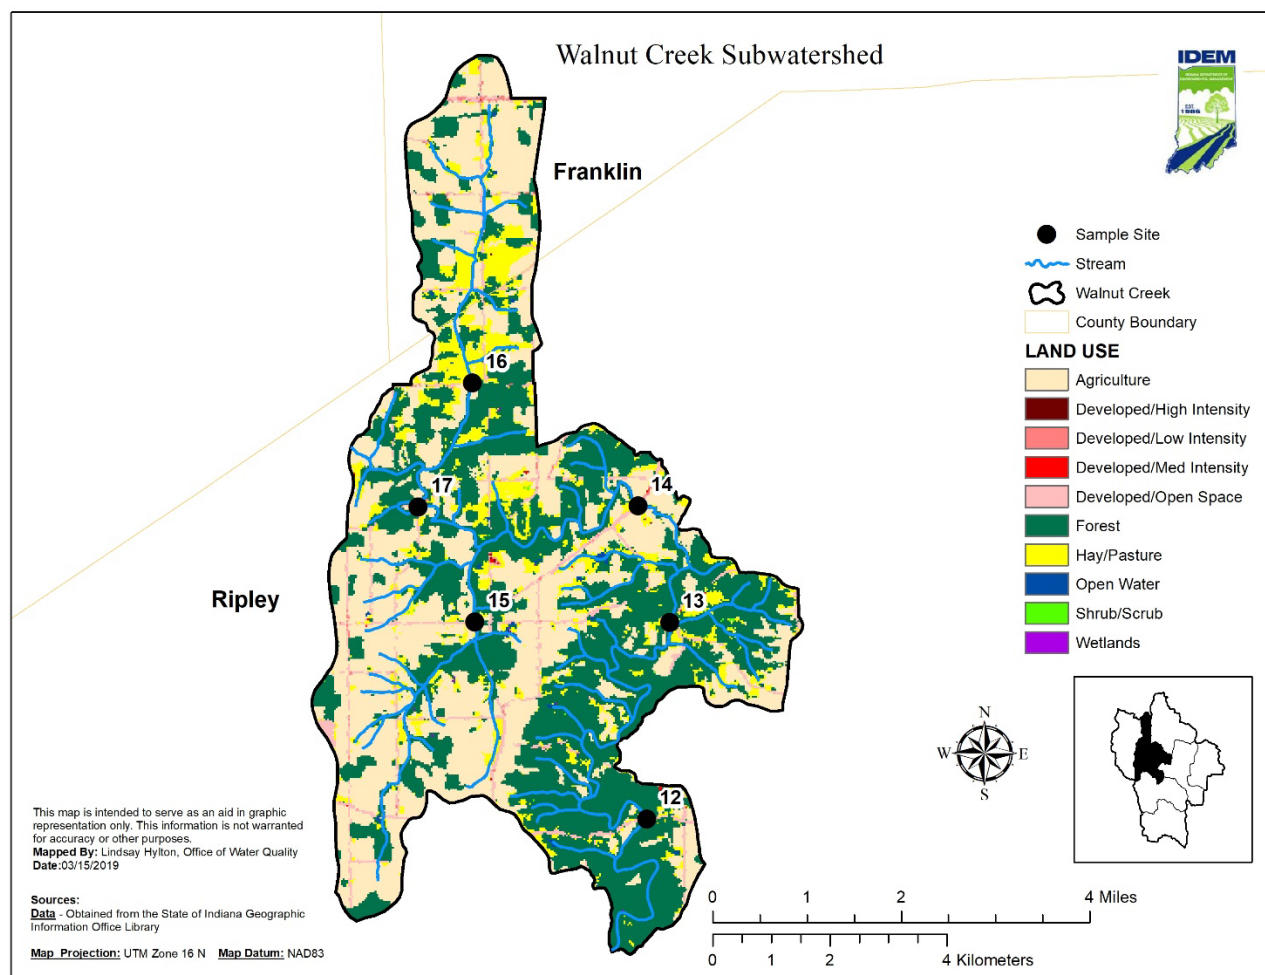 Walnut Creek Subwatershed
IDEM
EST.
1986
Franklin
Ripley
16
17
14
15
13
12
Sample Site
Stream
Walnut Creek
County Boundary
LAND USE
Agriculture
Developed/High Intensity
Developed/Low Intensity
Developed/Med Intensity
Developed/Open Space
Forest
Hay/Pasture
Open Water
Shrub/Scrub
Wetlands
N
W E
S
This map is intended to serve as an aid in graphic
representation only. This information is not warranted
for accuracy or other purposes.
Mapped By: Lindsay Hylton, Office of Water Quality
Date:03/15/2019
Sources:
Data - Obtained from the State of Indiana Geographic
Information Office Library
Map Projection: UTM Zone 16 N Map Datum: NAD83
0 1 2 4 Miles
0 1 2 4 Kilometers